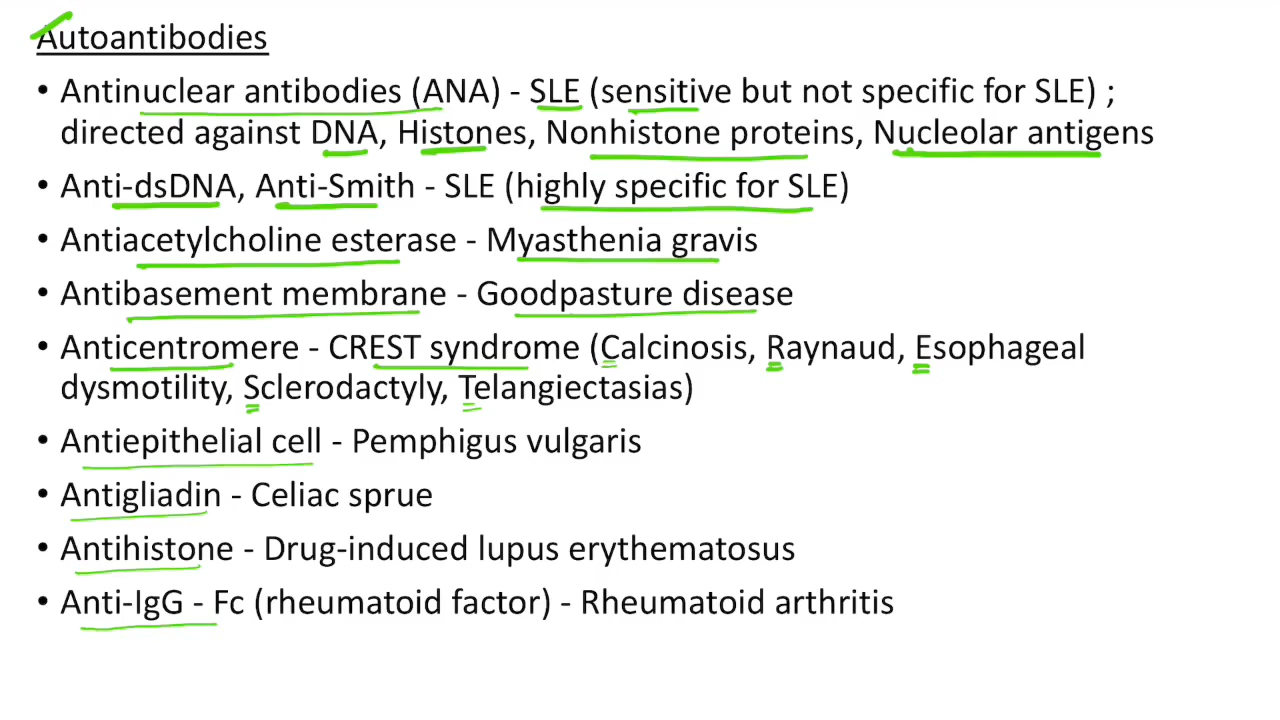 Autoantibodies
• Antinuclear antibodies (ANA) - SLE (sensitive but not specific for SLE) ;
directed against DNA, Histones, Nonhistone proteins, Nucleolar antigens
• Anti-dsDNA, Anti-Smith - SLE (highly specific for SLE)
• Antiacetylcholine esterase - Myasthenia gravis
• Antibasement membrane - Goodpasture disease
• Anticentromere - CREST syndrome (Calcinosis, Raynaud, Esophageal
dysmotility, Sclerodactyly, Telangiectasias)
• Antiepithelial cell - Pemphigus vulgaris
• Antigliadin - Celiac sprue
• Antihistone - Drug-induced lupus erythematosus
• Anti-IgG - Fc (rheumatoid factor) - Rheumatoid arthritis